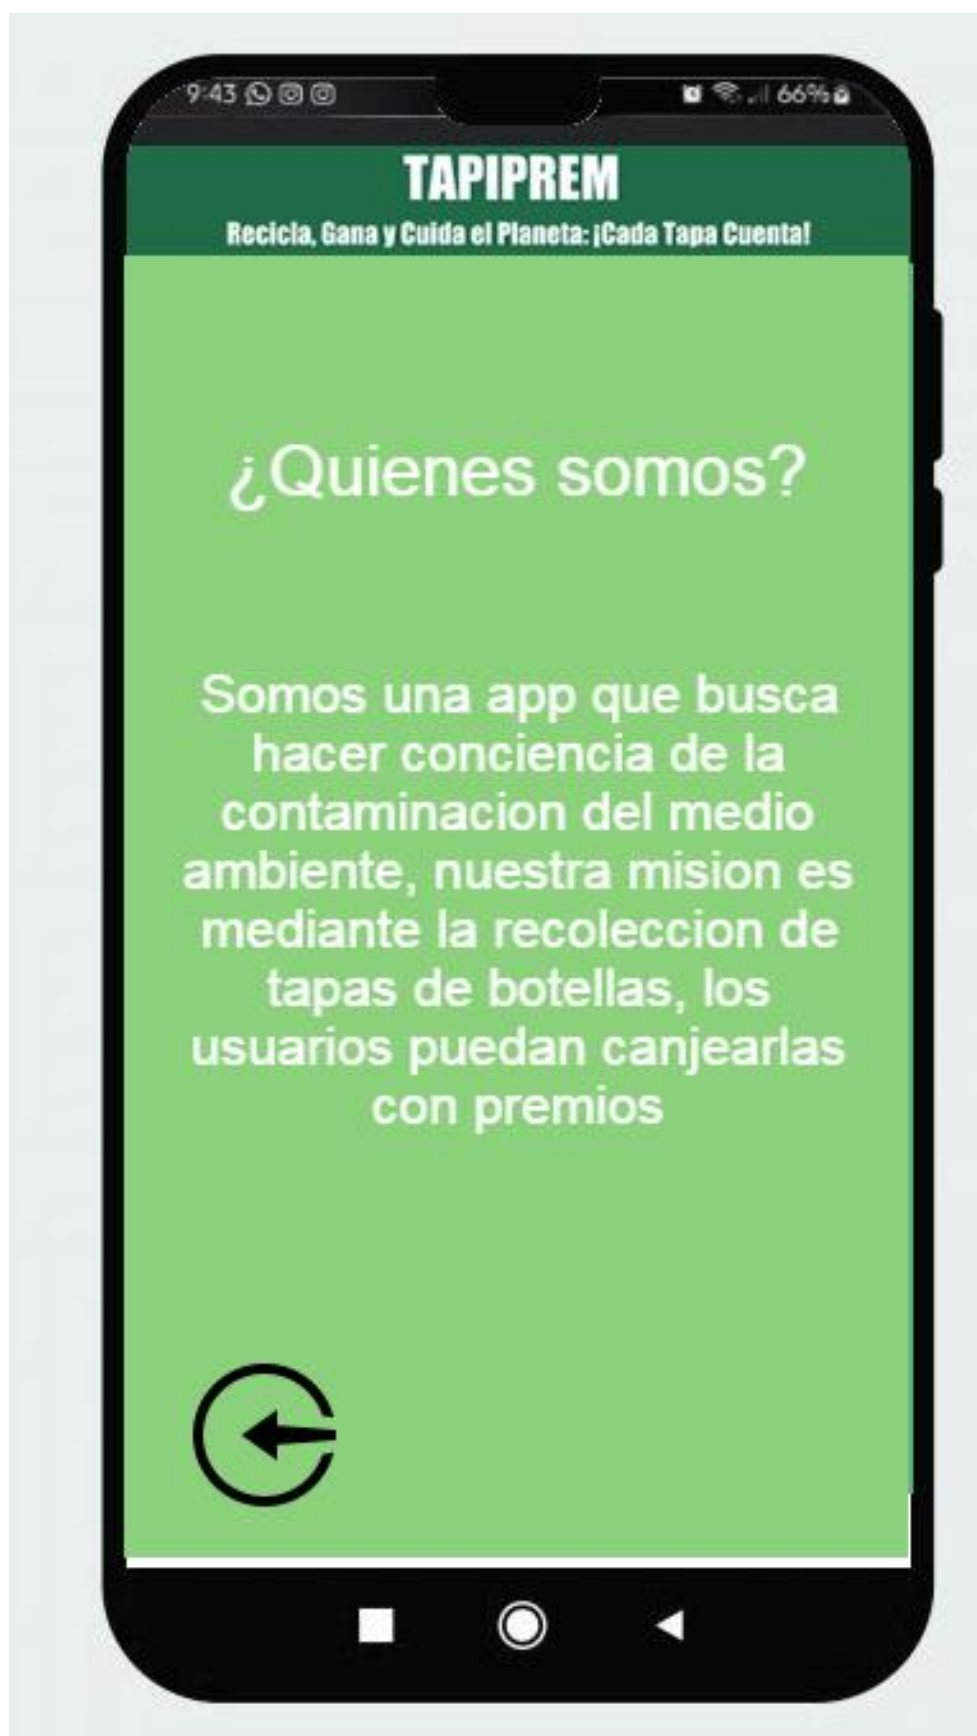 9:43 66%
TAPIPREM
Recicla, Gana y Cuida el Planeta: ¡Cada Tapa Cuenta!
¿Quienes somos?
Somos una app que busca
hacer conciencia de la
contaminacion del medio
ambiente, nuestra mision es
mediante la recoleccion de
tapas de botellas, los
usuarios puedan canjearlas
con premios